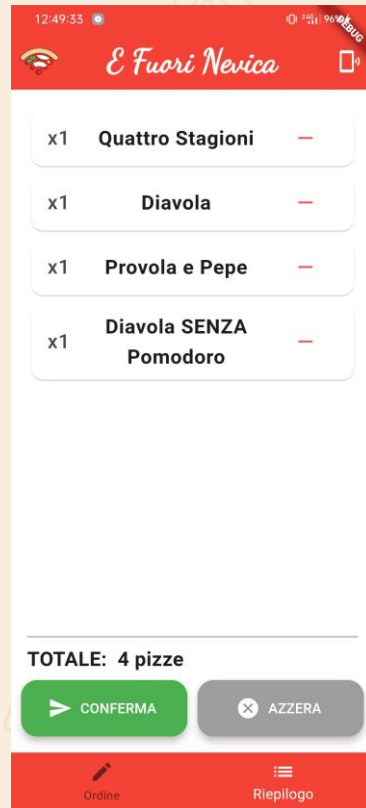 12:49:33
96%
DEBUG
E Fuori Nevica
x1 Quattro Stagioni
x1 Diavola
x1 Provola e Pepe
x1 Diavola SENZA
Pomodoro
TOTALE: 4 pizze
CONFERMA
AZZERA
Ordine
Riepilogo